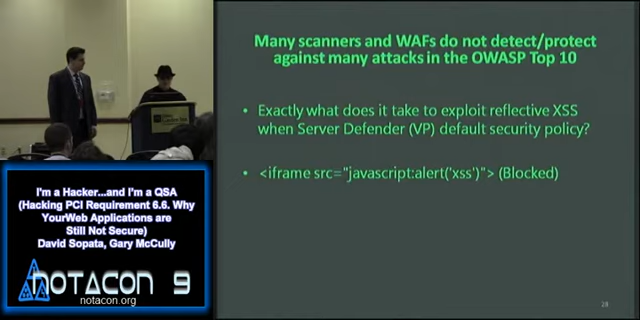 Many scanners and WAFs do not detect/protect
against many attacks in the OWASP Top 10
• Exactly what does it take to exploit reflective XSS
when Server Defender (VP) default security policy?
• <iframe src="javascript:alert('xss')"> (Blocked)
28
I'm a Hacker...and I'm a QSA
(Hacking PCI Requirement 6.6. Why
YourWeb Applications are
Still Not Secure)
David Sopata, Gary McCully
NOTACON 9
notacon.org